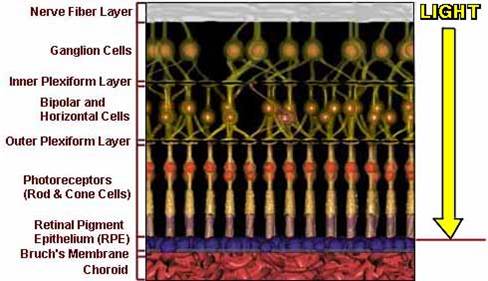 Nerve Fiber Layer
LIGHT
Ganglion Cells
Inner Plexiform Layer
Bipolar and
Horizontal Cells
Outer Plexiform Layer
Photoreceptors
(Rod & Cone Cells)
Retinal Pigment
Epithelium (RPE)
Bruch's Membrane
Choroid